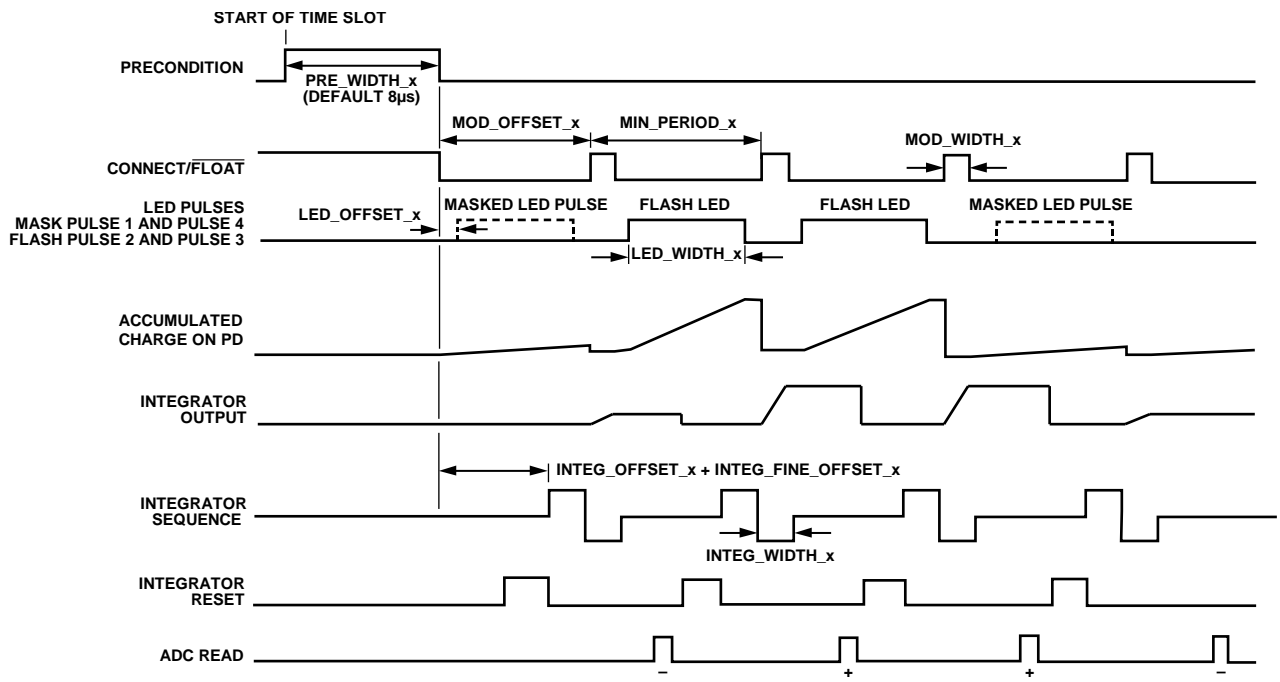 START OF TIME SLOT
PRECONDITION
PRE_WIDTH_x
(DEFAULT 8µs)
MOD_OFFSET_x
MIN_PERIOD_x
MOD_WIDTH_x
CONNECT/FLOAT
LED PULSES
MASK PULSE 1 AND PULSE 4
FLASH PULSE 2 AND PULSE 3
LED_OFFSET_x
MASKED LED PULSE
FLASH LED
FLASH LED
MASKED LED PULSE
LED_WIDTH_x
ACCUMULATED
CHARGE ON PD
INTEGRATOR
OUTPUT
INTEG_OFFSET_x + INTEG_FINE_OFFSET_x
INTEGRATOR
SEQUENCE
INTEG_WIDTH_x
INTEGRATOR
RESET
ADC READ
– + + –